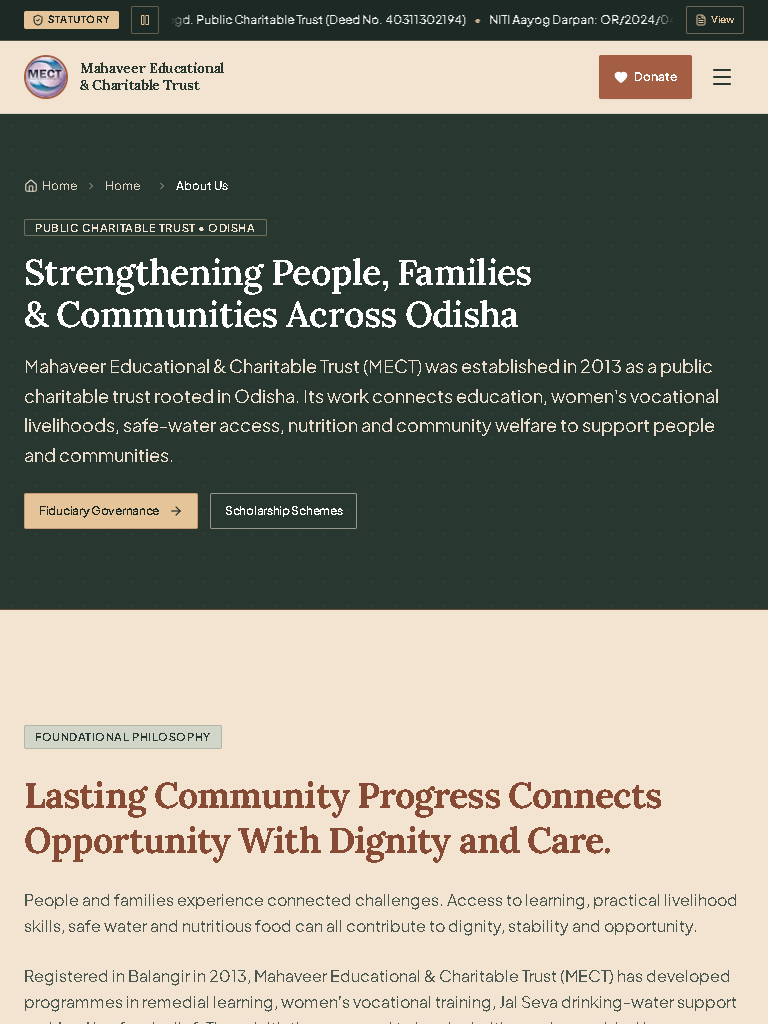 STATUTORY
gd. Public Charitable Trust (Deed No. 40311302194) • NITI Aayog Darpan: OR/2024/0
View
MECT
Mahaveer Educational
& Charitable Trust
Donate
Home > Home > About Us
PUBLIC CHARITABLE TRUST • ODISHA
Strengthening People, Families
& Communities Across Odisha
Mahaveer Educational & Charitable Trust (MECT) was established in 2013 as a public
charitable trust rooted in Odisha. Its work connects education, women's vocational
livelihoods, safe-water access, nutrition and community welfare to support people
and communities.
Fiduciary Governance →
Scholarship Schemes
FOUNDATIONAL PHILOSOPHY
Lasting Community Progress Connects
Opportunity With Dignity and Care.
People and families experience connected challenges. Access to learning, practical livelihood
skills, safe water and nutritious food can all contribute to dignity, stability and opportunity.
Registered in Balangir in 2013, Mahaveer Educational & Charitable Trust (MECT) has developed
programmes in remedial learning, women's vocational training, Jal Seva drinking-water support